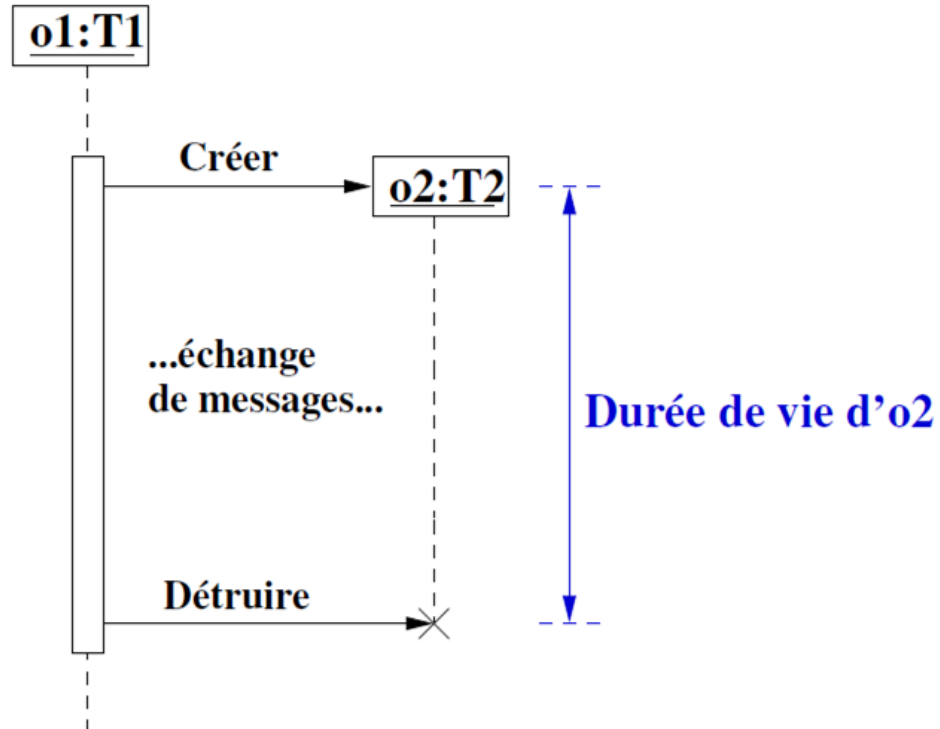 o1:T1
Créer
o2:T2
...échange
de messages...
Durée de vie d’o2
Détruire